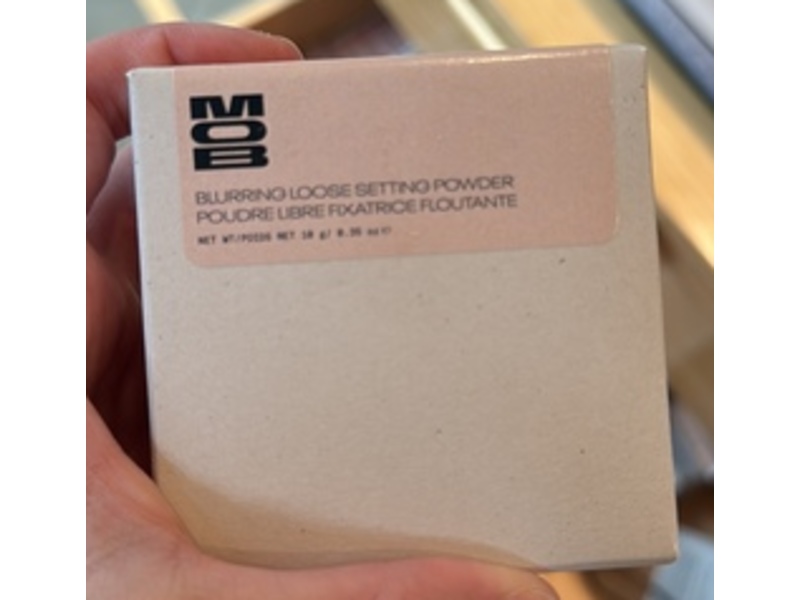 MOB
BLURRING LOOSE SETTING POWDER
POUDRE LIBRE FIXATRICE FLOUTANTE
NET WT/POIDS NET 10 g/ 0.35 oz ℮